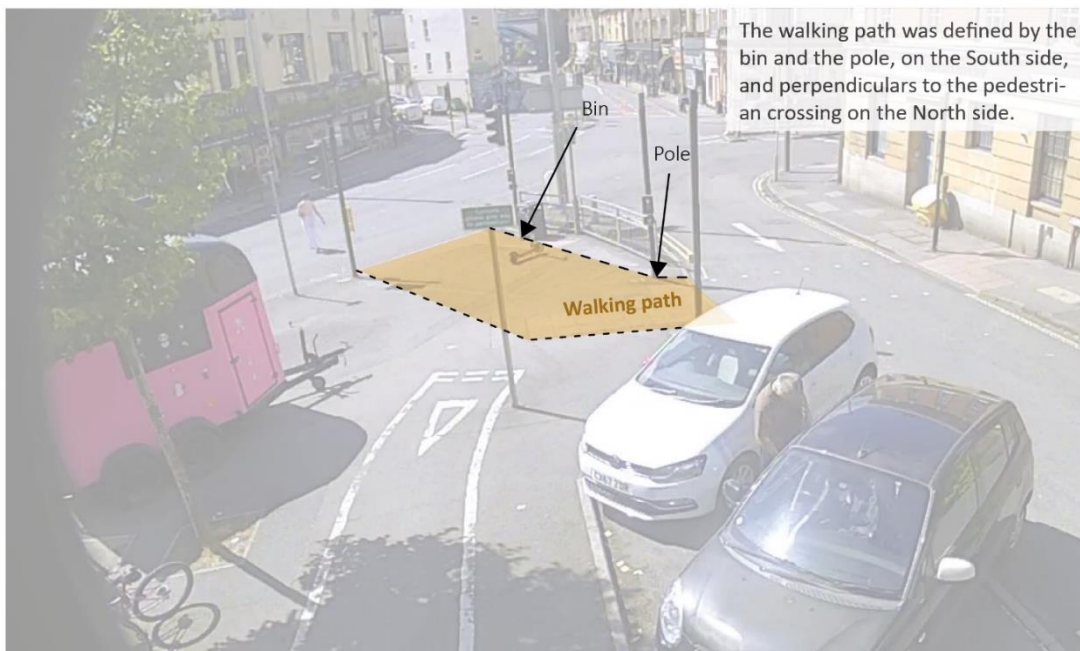 The walking path was defined by the
bin and the pole, on the South side,
and perpendiculars to the pedestri-
an crossing on the North side.
Bin
Pole
Walking path